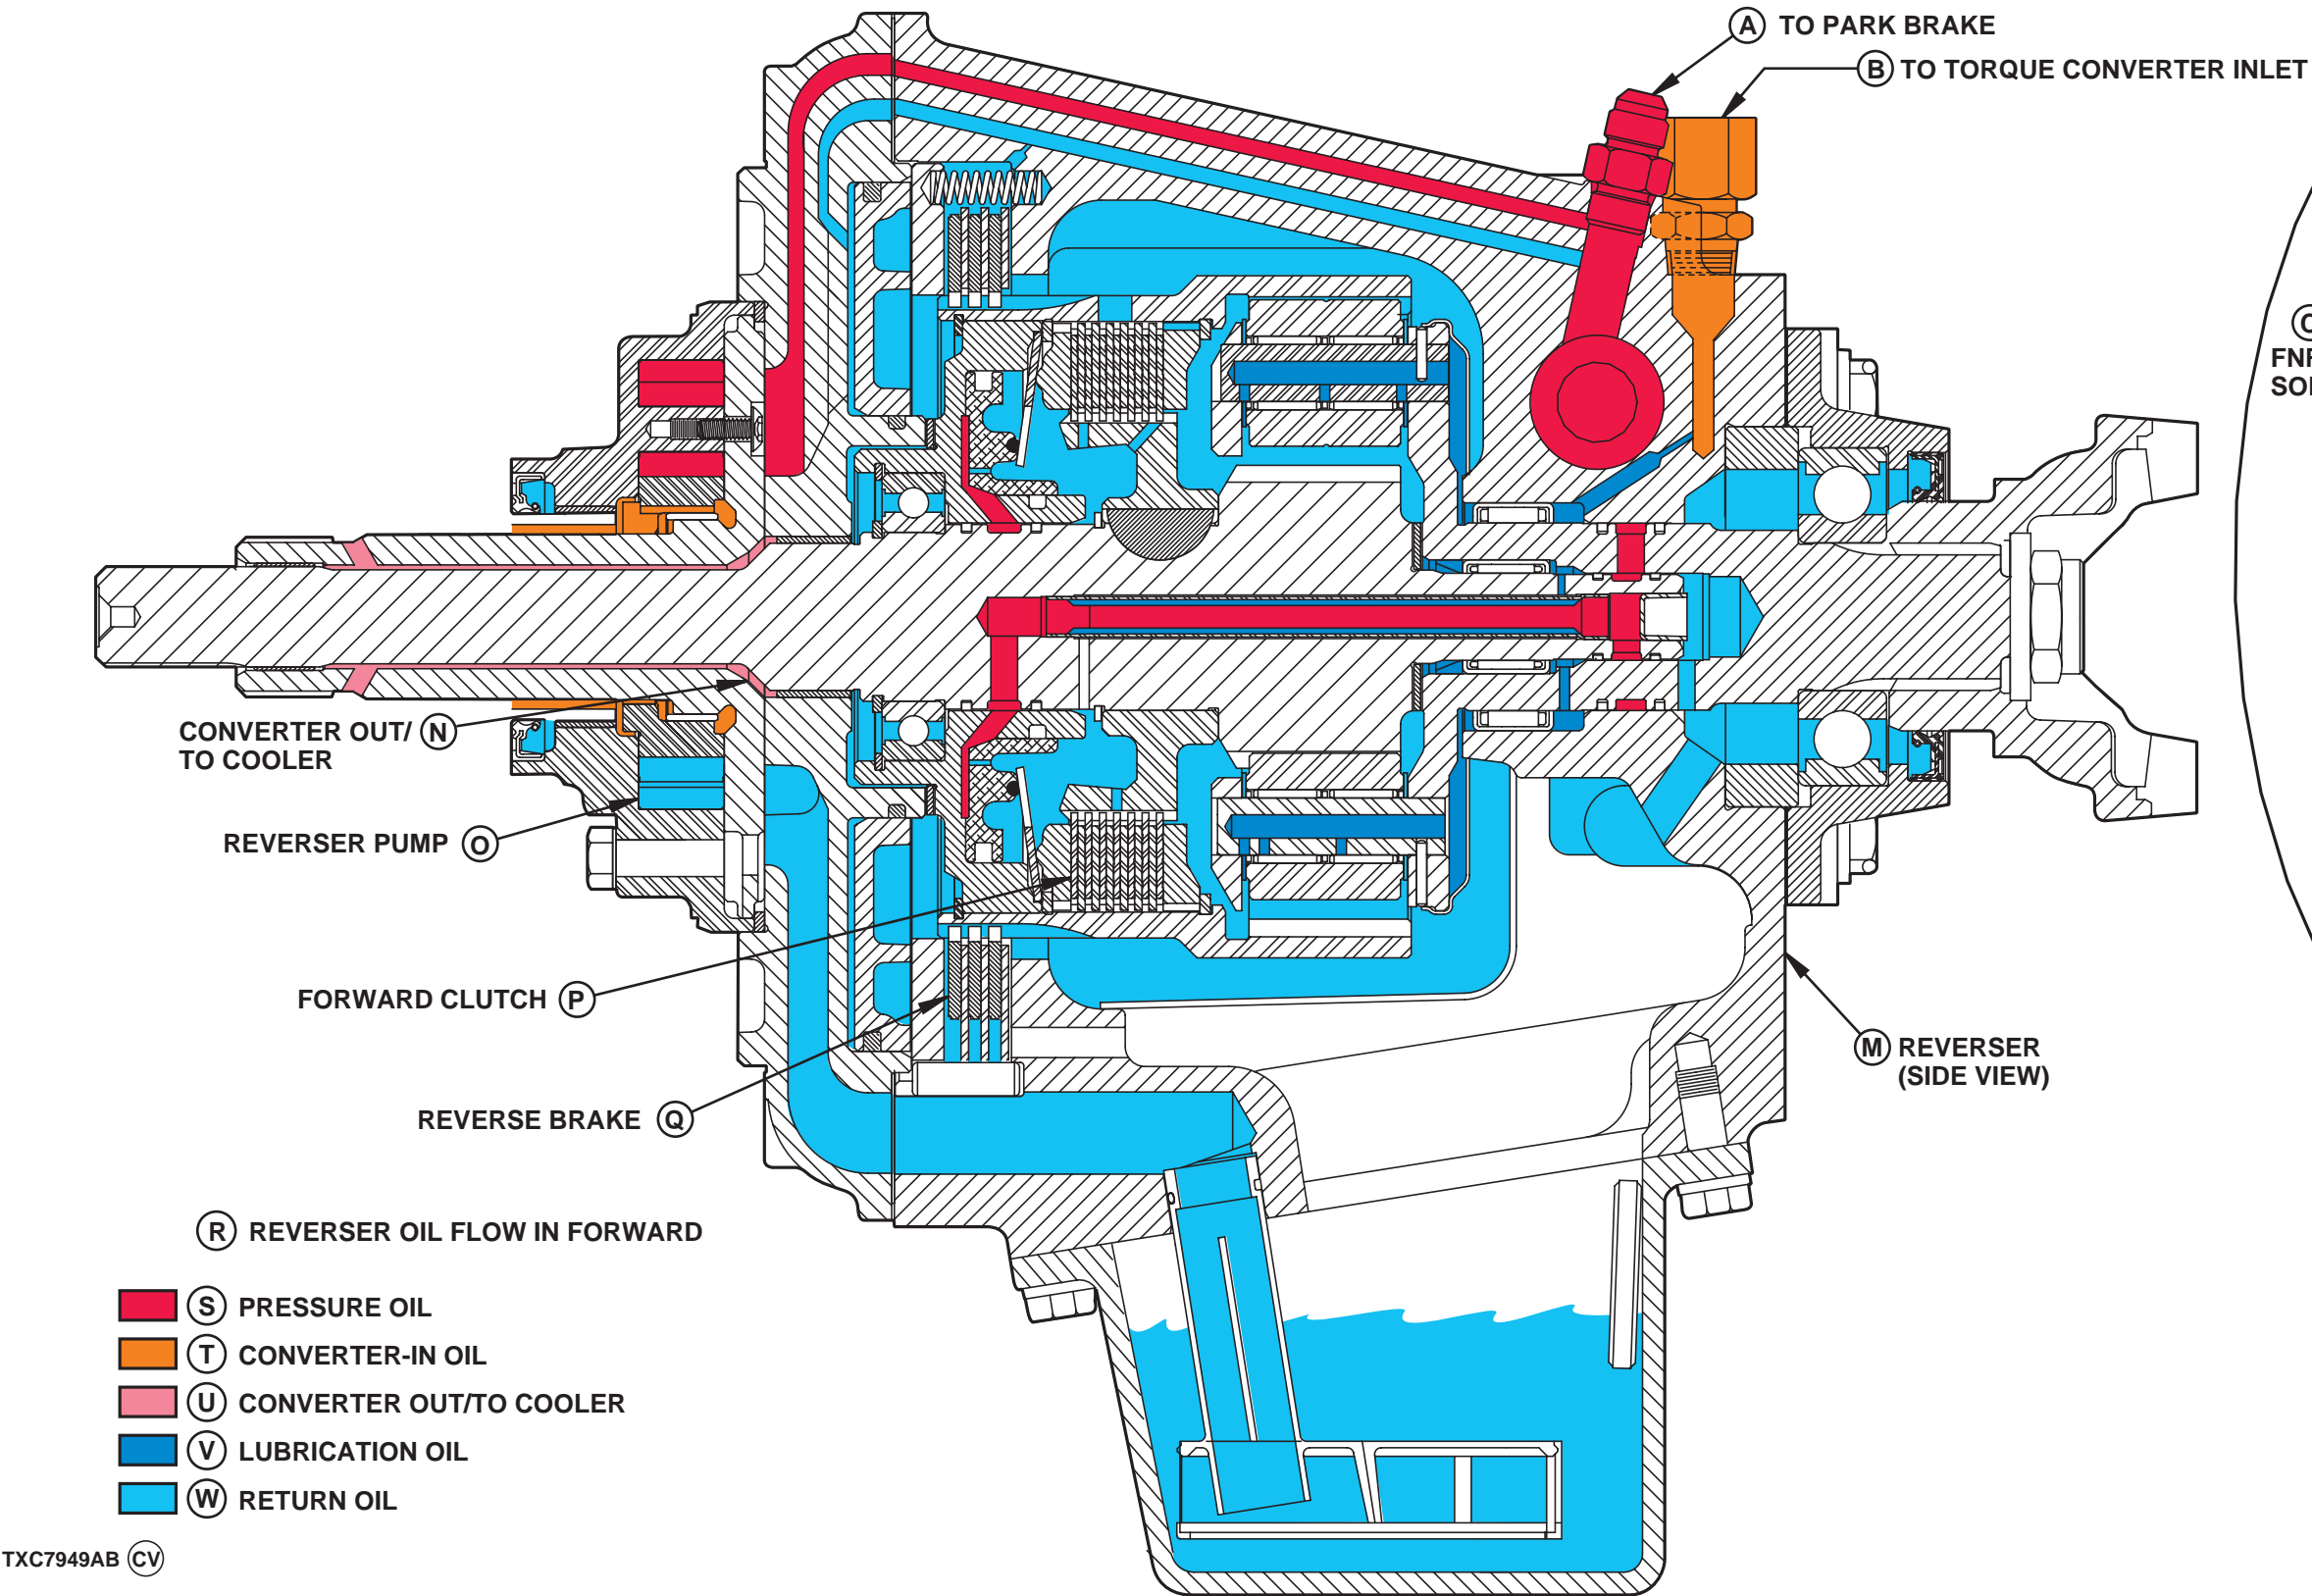 A TO PARK BRAKE
B TO TORQUE CONVERTER INLET
CONVERTER OUT/ N
TO COOLER
REVERSER PUMP O
FORWARD CLUTCH P
M REVERSER
(SIDE VIEW)
REVERSE BRAKE Q
R REVERSER OIL FLOW IN FORWARD
S PRESSURE OIL
T CONVERTER-IN OIL
U CONVERTER OUT/TO COOLER
V LUBRICATION OIL
W RETURN OIL
TXC7949AB CV